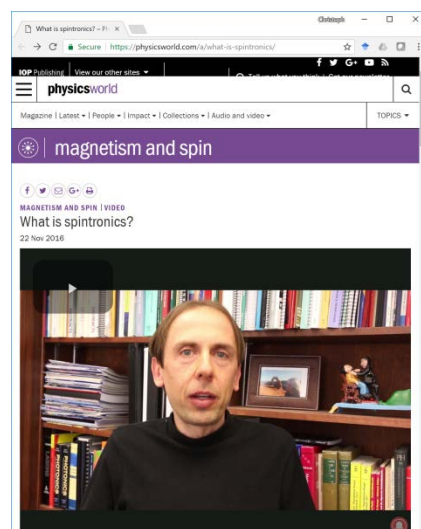 What is spintronics? – Ph
Christoph
Secure https://physicsworld.com/a/what-is-spintronics/
IOP Publishing View our other sites
physicsworld
Magazine | Latest | People | Impact | Collections | Audio and video
TOPICS
magnetism and spin
MAGNETISM AND SPIN | VIDEO
What is spintronics?
22 Nov 2016
PHOTONICS